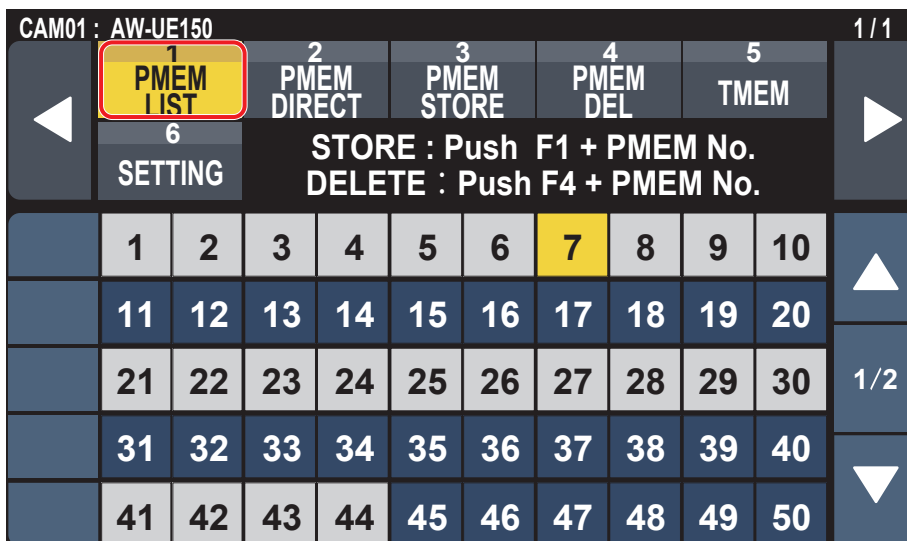 CAM01 : AW-UE150 1 / 1
1 2 3 4 5
PMEM LIST PMEM DIRECT PMEM STORE PMEM DEL TMEM
6
SETTING
STORE : Push F1 + PMEM No.
DELETE : Push F4 + PMEM No.
1 2 3 4 5 6 7 8 9 10
11 12 13 14 15 16 17 18 19 20
21 22 23 24 25 26 27 28 29 30 1/2
31 32 33 34 35 36 37 38 39 40
41 42 43 44 45 46 47 48 49 50